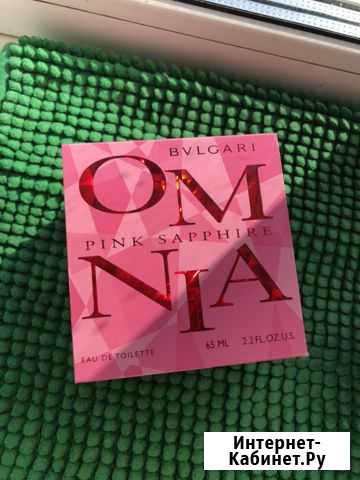 BVLGARI
OM
PINK SAPPHIRE
NIA
EAU DE TOILETTE 65 ML 2.2 FL.OZ.U.S.
Интернет-
Кабинет.Ру